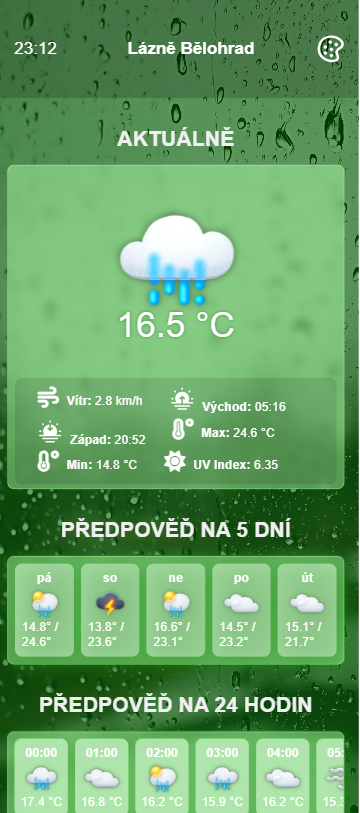 23:12 Lázně Bělohrad
AKTUÁLNĚ
16.5 °C
Vítr: 2.8 km/h
Východ: 05:16
Západ: 20:52
Max: 24.6 °C
Min: 14.8 °C
UV Index: 6.35
PŘEDPOVĚĎ NA 5 DNÍ
pá so ne po út
14.8° / 13.8° / 16.6° / 14.5° / 15.1° /
24.6° 23.6° 23.1° 23.2° 21.7°
PŘEDPOVĚĎ NA 24 HODIN
00:00 01:00 02:00 03:00 04:00 05:
17.4 °C 16.8 °C 16.2 °C 15.9 °C 16.2 °C 15.